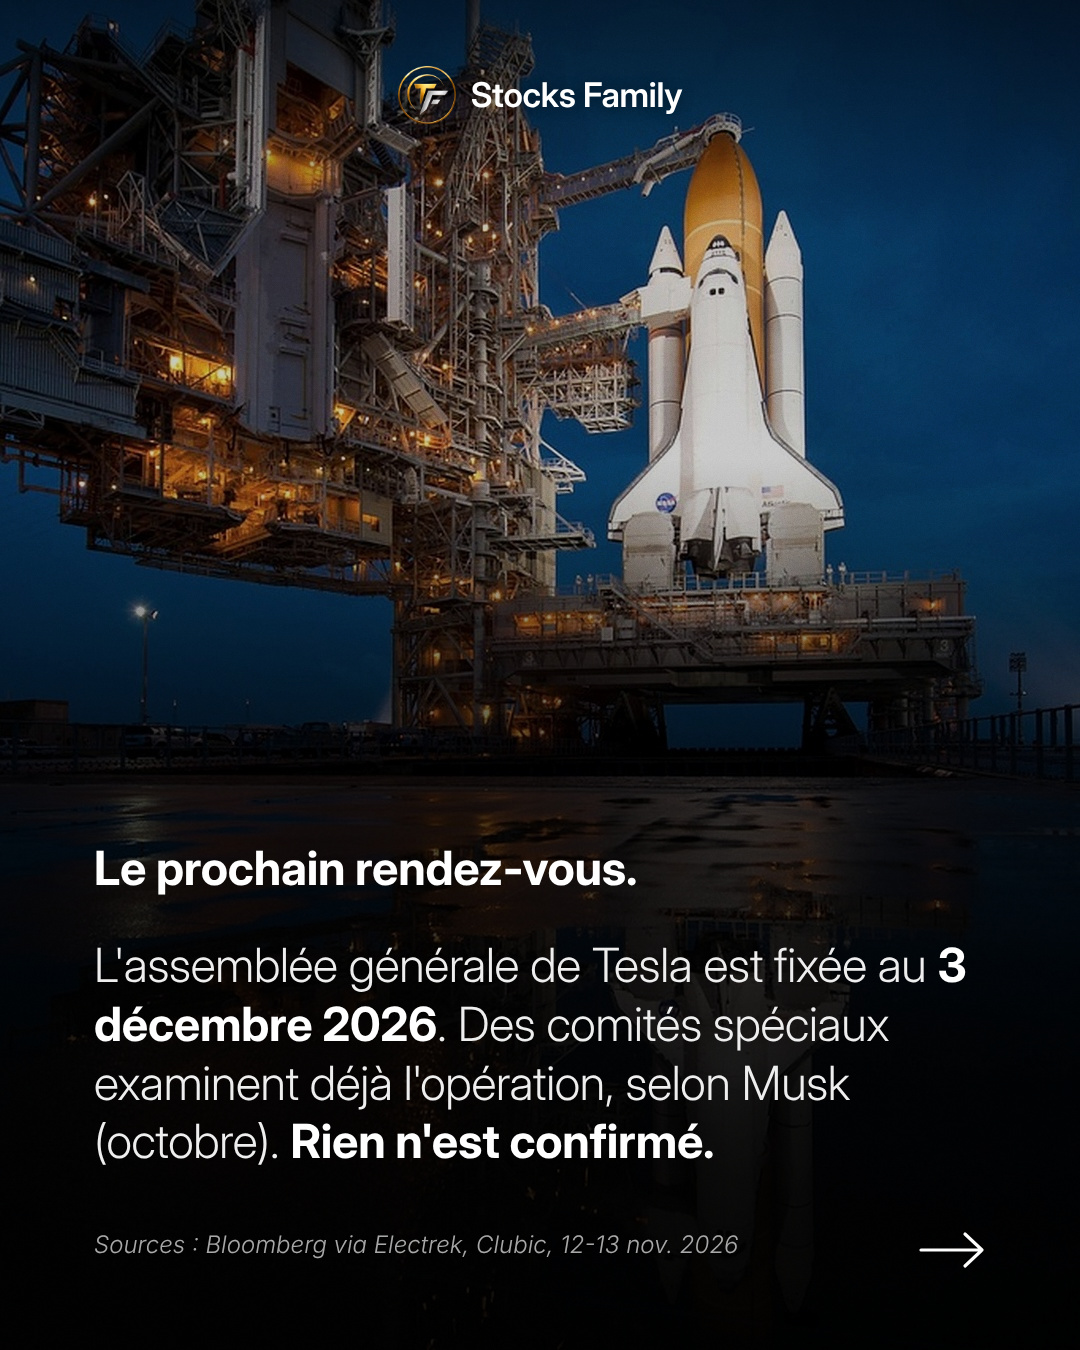 Stocks Family
Le prochain rendez-vous.
L'assemblée générale de Tesla est fixée au 3
décembre 2026. Des comités spéciaux
examinent déjà l'opération, selon Musk
(octobre). Rien n'est confirmé.
Sources : Bloomberg via Electrek, Clubic, 12-13 nov. 2026